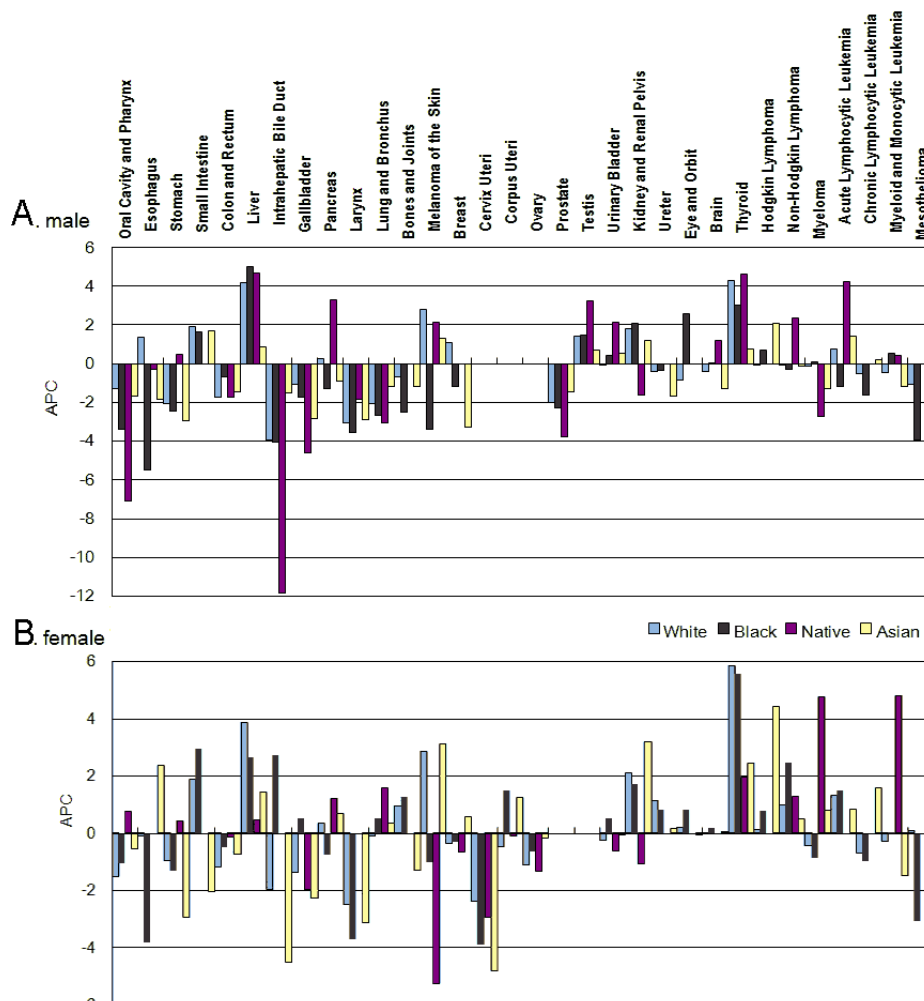 Oral Cavity and Pharynx
Esophagus
Stomach
Small Intestine
Colon and Rectum
Liver
Intrahepatic Bile Duct
Gallbladder
Pancreas
Larynx
Lung and Bronchus
Bones and Joints
Melanoma of the Skin
Breast
Cervix Uteri
Corpus Uteri
Ovary
Prostate
Testis
Urinary Bladder
Kidney and Renal Pelvis
Ureter
Eye and Orbit
Brain
Thyroid
Hodgkin Lymphoma
Non-Hodgkin Lymphoma
Myeloma
Acute Lymphocytic Leukemia
Chronic Lymphocytic Leukemia
Myeloid and Monocytic Leukemia
Mesothelioma
A. male
6
4
2
0
-2
-4
-6
-8
-10
-12
APC
B. female
White Black Native Asian
6
4
2
0
-2
-4
APC